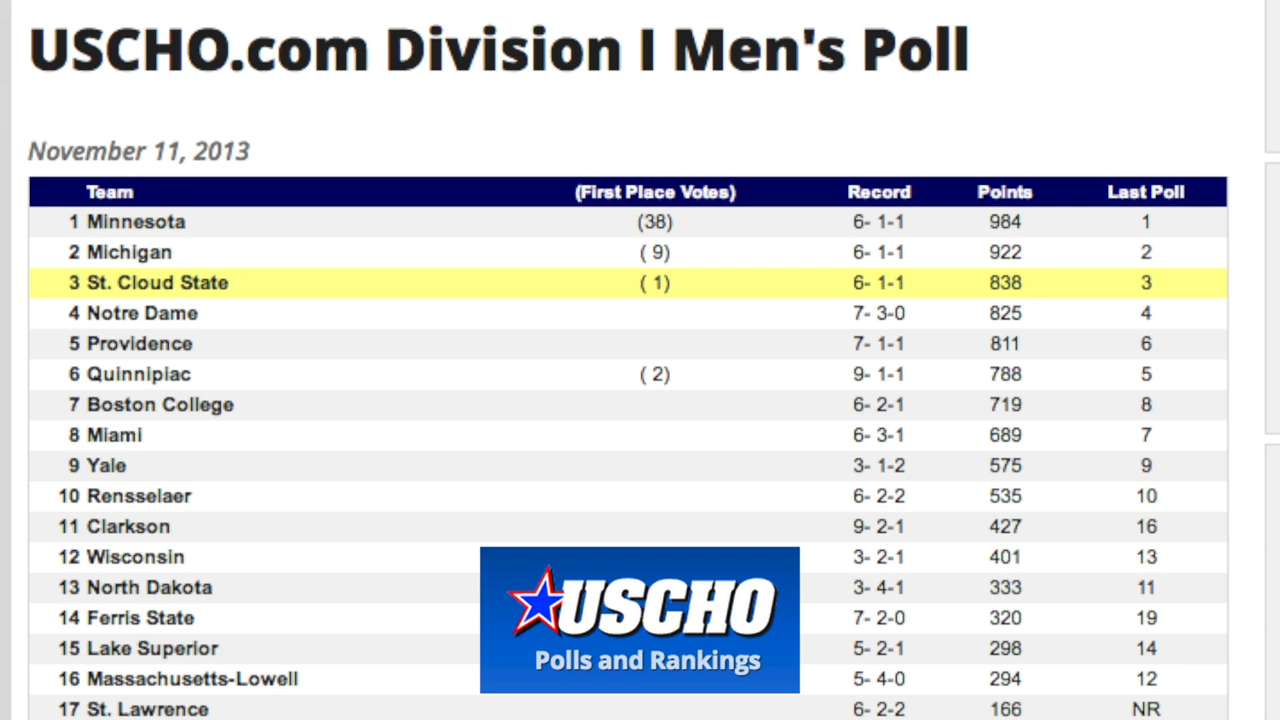 USCHO.com Division I Men's Poll
November 11, 2013
Team (First Place Votes) Record Points Last Poll
1 Minnesota (38) 6- 1-1 984 1
2 Michigan ( 9) 6- 1-1 922 2
3 St. Cloud State ( 1) 6- 1-1 838 3
4 Notre Dame 7- 3-0 825 4
5 Providence 7- 1-1 811 6
6 Quinnipiac ( 2) 9- 1-1 788 5
7 Boston College 6- 2-1 719 8
8 Miami 6- 3-1 689 7
9 Yale 3- 1-2 575 9
10 Rensselaer 6- 2-2 535 10
11 Clarkson 9- 2-1 427 16
12 Wisconsin 3- 2-1 401 13
13 North Dakota 3- 4-1 333 11
14 Ferris State 7- 2-0 320 19
15 Lake Superior 5- 2-1 298 14
16 Massachusetts-Lowell 5- 4-0 294 12
17 St. Lawrence 6- 2-2 166 NR
USCHO
Polls and Rankings